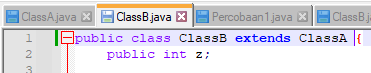 ClassA.java ClassB.java Percobaan1.java ClassB.j
1 public class ClassB extends ClassA {
2 public int z;